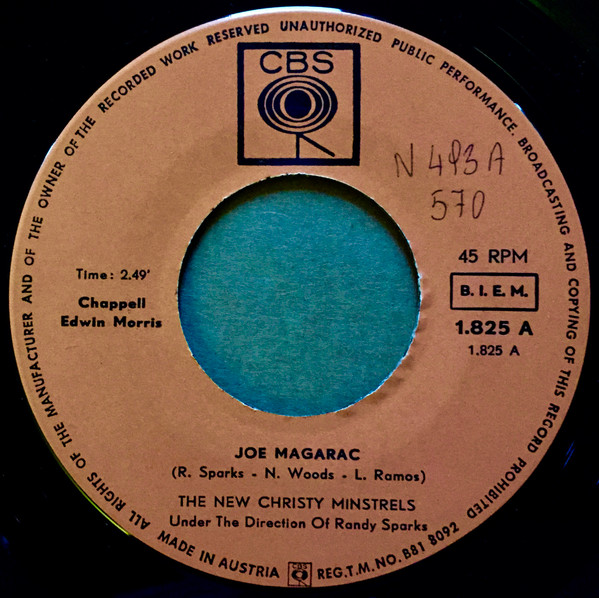 ALL RIGHTS OF THE MANUFACTURER AND OF THE OWNER OF THE RECORDED WORK RESERVED UNAUTHORIZED PUBLIC PERFORMANCE, BROADCASTING AND COPYING OF THIS RECORD PROHIBITED
CBS
N 493A
570
Time: 2.49'
Chappell
Edwin Morris
45 RPM
B. I. E. M.
1.825 A
1.825 A
JOE MAGARAC
(R. Sparks - N. Woods - L. Ramos)
THE NEW CHRISTY MINSTRELS
Under The Direction Of Randy Sparks
MADE IN AUSTRIA CBS REG.T.M.NO. B81 8092